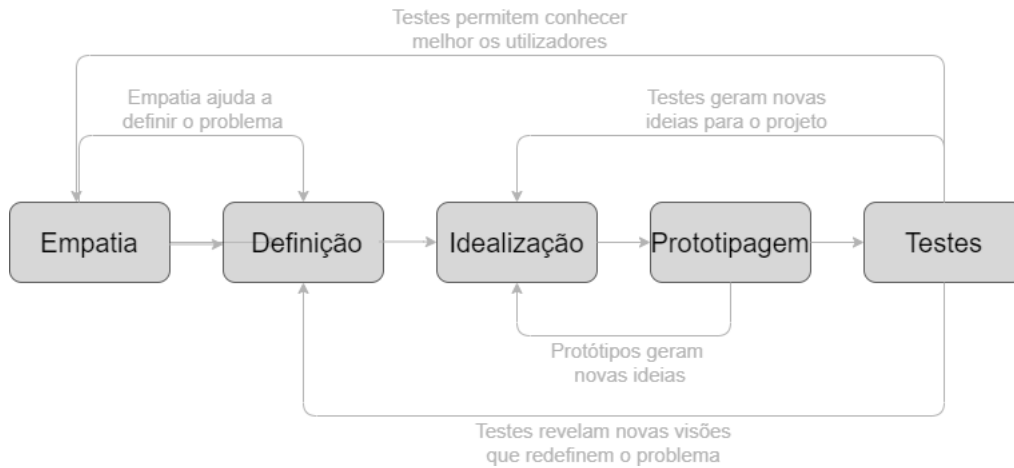 Testes permitem conhecer
melhor os utilizadores
Empatia ajuda a
definir o problema
Testes geram novas
ideias para o projeto
Empatia
Definição
Idealização
Prototipagem
Testes
Protótipos geram
novas ideias
Testes revelam novas visões
que redefinem o problema